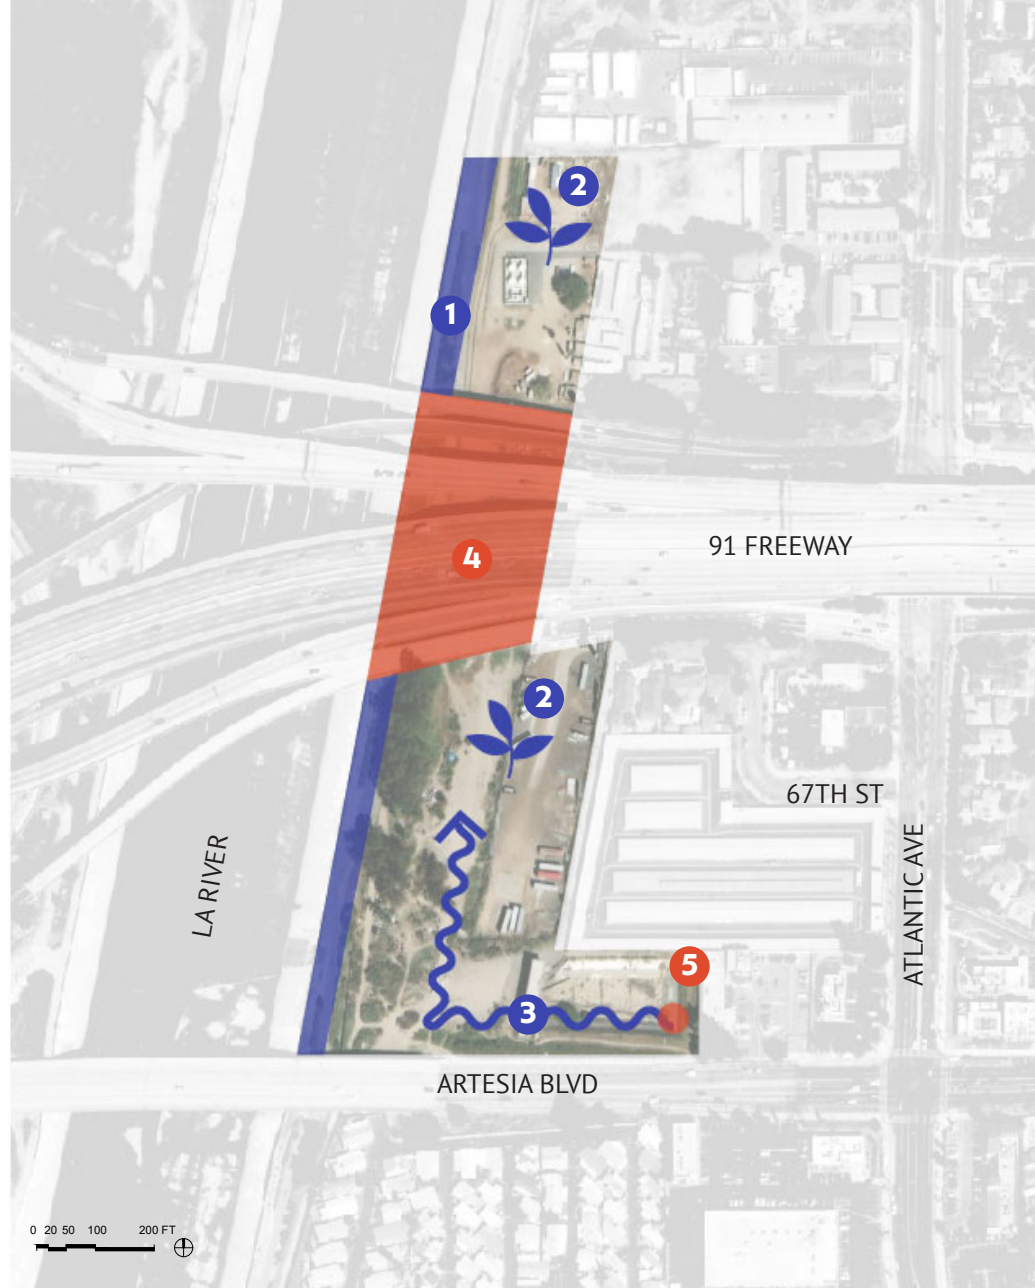 2
1
4
91 FREEWAY
2
67TH ST
LA RIVER
ATLANTIC AVE
5
3
ARTESIA BLVD
0 20 50 100 200 FT